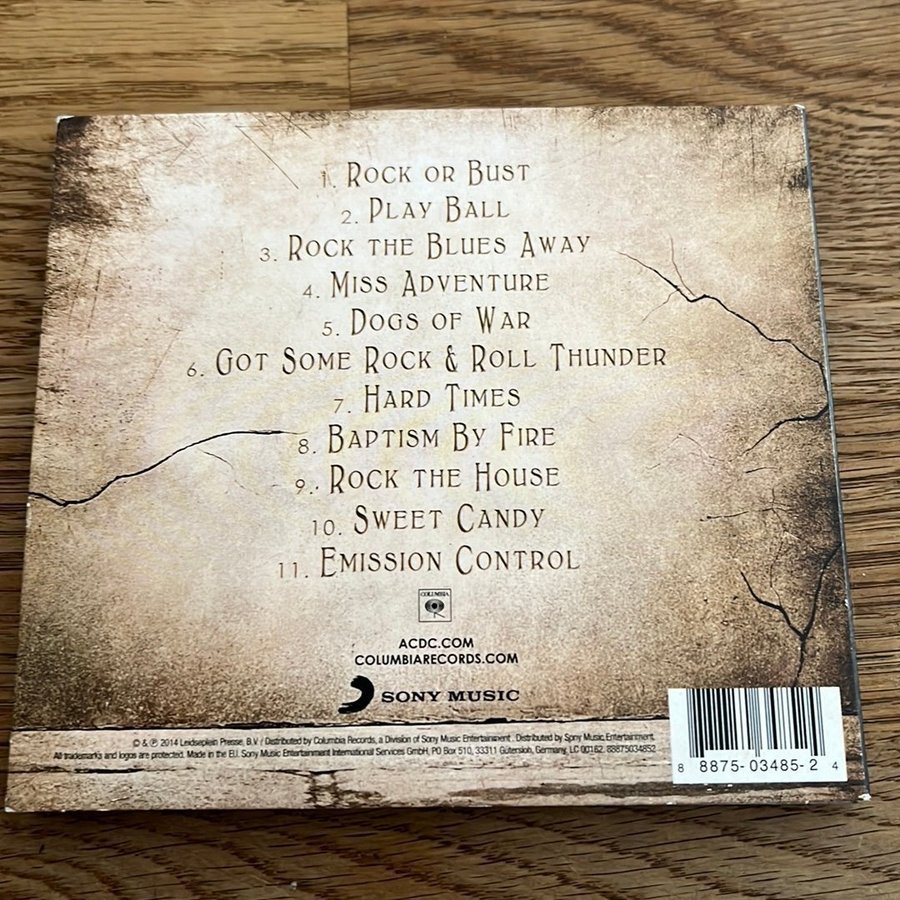 1. Rock or Bust
2. Play Ball
3. Rock the Blues Away
4. Miss Adventure
5. Dogs of War
6. Got Some Rock & Roll Thunder
7. Hard Times
8. Baptism By Fire
9. Rock the House
10. Sweet Candy
11. Emission Control
COLUMBIA
ACDC.COM
COLUMBIARECORDS.COM
SONY MUSIC
© & ℗ 2014 Leidseplein Presse, B.V / Distributed by Columbia Records, a Division of Sony Music Entertainment . Distributed by Sony Music Entertainment.
All trademarks and logos are protected. Made in the EU. Sony Music Entertainment International Services GmbH, PO Box 510, 33311 Gütersloh, Germany, LC 00162. 88875034852
8 8875-03485-2 4